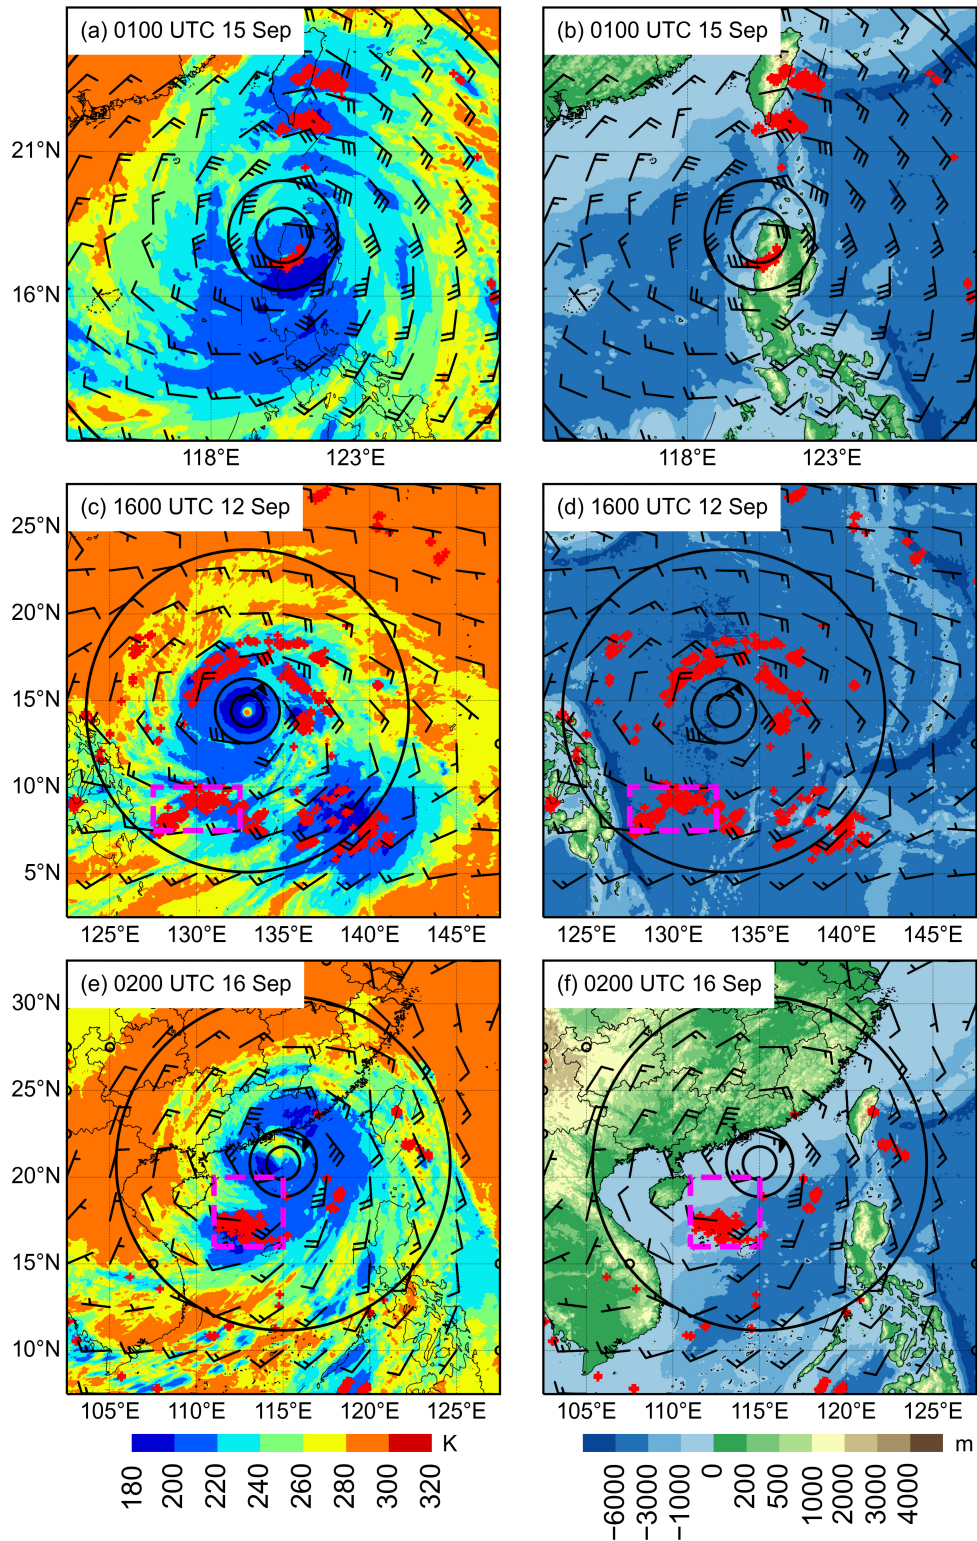 (a) 0100 UTC 15 Sep
(b) 0100 UTC 15 Sep
21°N
16°N
118°E 123°E
118°E 123°E
(c) 1600 UTC 12 Sep
(d) 1600 UTC 12 Sep
25°N
20°N
15°N
10°N
5°N
125°E 130°E 135°E 140°E 145°E
125°E 130°E 135°E 140°E 145°E
(e) 0200 UTC 16 Sep
(f) 0200 UTC 16 Sep
30°N
25°N
20°N
15°N
10°N
105°E 110°E 115°E 120°E 125°E
105°E 110°E 115°E 120°E 125°E
K
180 200 220 240 260 280 300 320
m
−6000 −3000 −1000 0 200 500 1000 2000 3000 4000